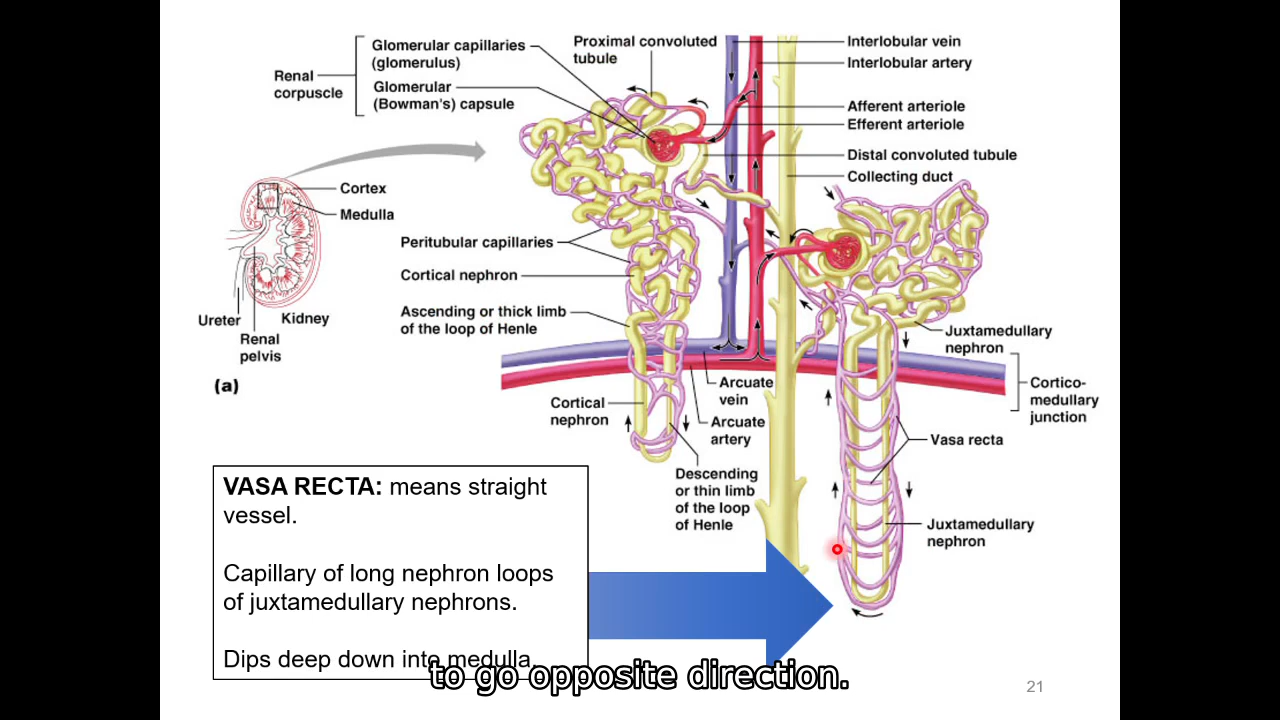 Glomerular capillaries
(glomerulus)
Renal
corpuscle
Glomerular
(Bowman's) capsule
Proximal convoluted
tubule
Interlobular vein
Interlobular artery
Afferent arteriole
Efferent arteriole
Distal convoluted tubule
Collecting duct
Cortex
Medulla
Peritubular capillaries
Cortical nephron
Ascending or thick limb
of the loop of Henle
Ureter
Kidney
Renal
pelvis
(a)
Juxtamedullary
nephron
Cortico-
medullary
junction
Arcuate
vein
Cortical
nephron
Arcuate
artery
Vasa recta
Descending
or thin limb
of the loop
of Henle
Juxtamedullary
nephron
VASA RECTA: means straight
vessel.
Capillary of long nephron loops
of juxtamedullary nephrons.
Dips deep down into medulla.
to go opposite direction.
21